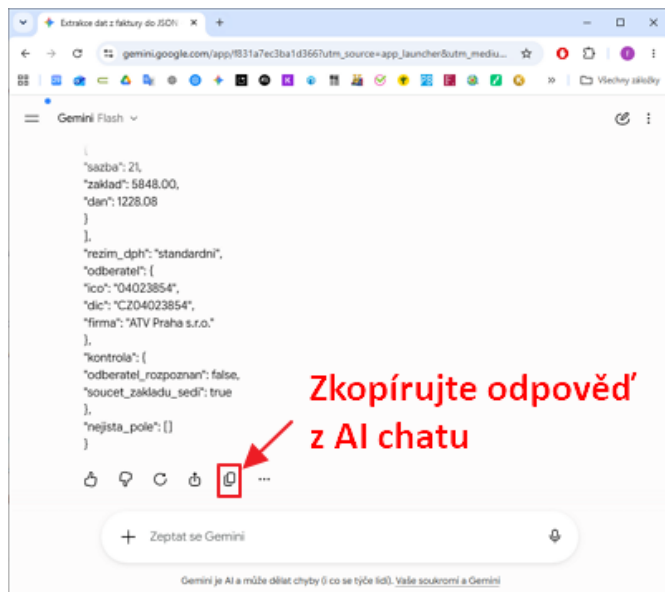 Extrakce dat z faktury do JSON
gemini.google.com/app/f831a7ec3ba1d366?utm_source=app_launcher&utm_mediu...
Všechny záložky
Gemini Flash
{
"sazba": 21,
"zaklad": 5848.00,
"dan": 1228.08
}
],
"rezim_dph": "standardni",
"odberatel": {
"ico": "04023854",
"dic": "CZ04023854",
"firma": "ATV Praha s.r.o."
},
"kontrola": {
"odberatel_rozpoznan": false,
"soucet_zakladu_sedi": true
},
"nejista_pole": []
}
Zkopírujte odpověď
z AI chatu
Zeptat se Gemini
Gemini je AI a může dělat chyby (i co se týče lidí). Vaše soukromí a Gemini